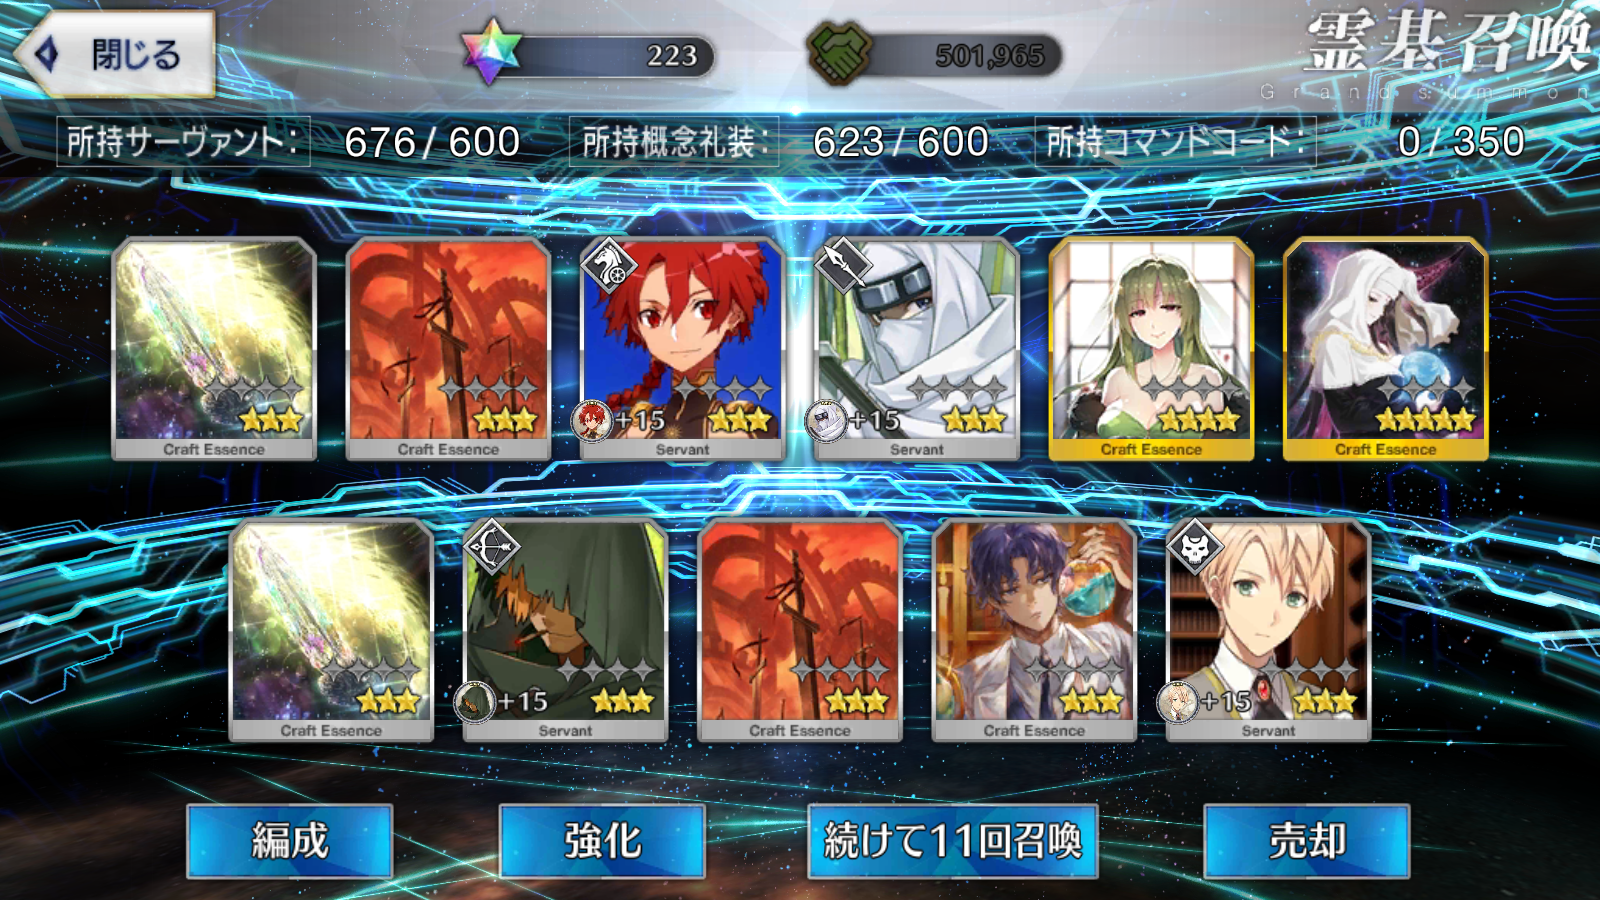 閉じる
223
501,965
霊基召喚
Grand summon
所持サーヴァント: 676 / 600
所持概念礼装: 623 / 600
所持コマンドコード: 0 / 350
Craft Essence
Craft Essence
+15
Servant
+15
Servant
Craft Essence
Craft Essence
Craft Essence
+15
Servant
Craft Essence
Craft Essence
+15
Servant
編成
強化
続けて11回召喚
売却